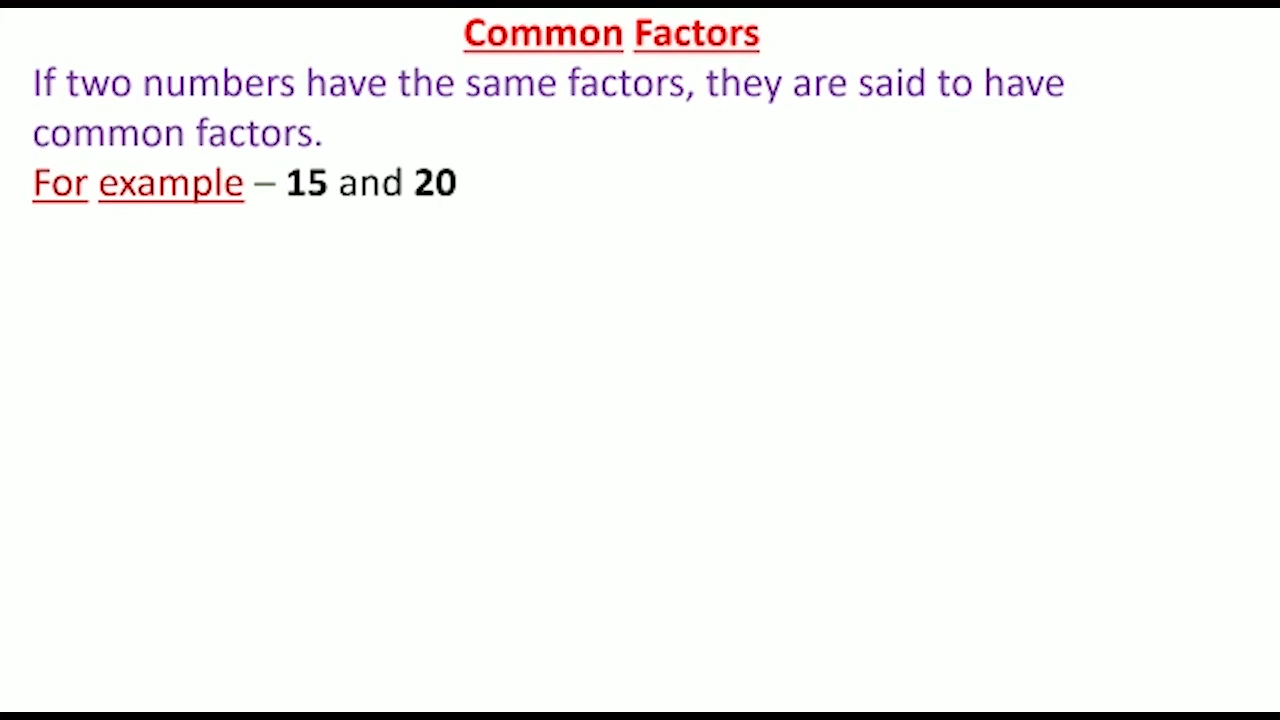 Common Factors
If two numbers have the same factors, they are said to have
common factors.
For example – 15 and 20